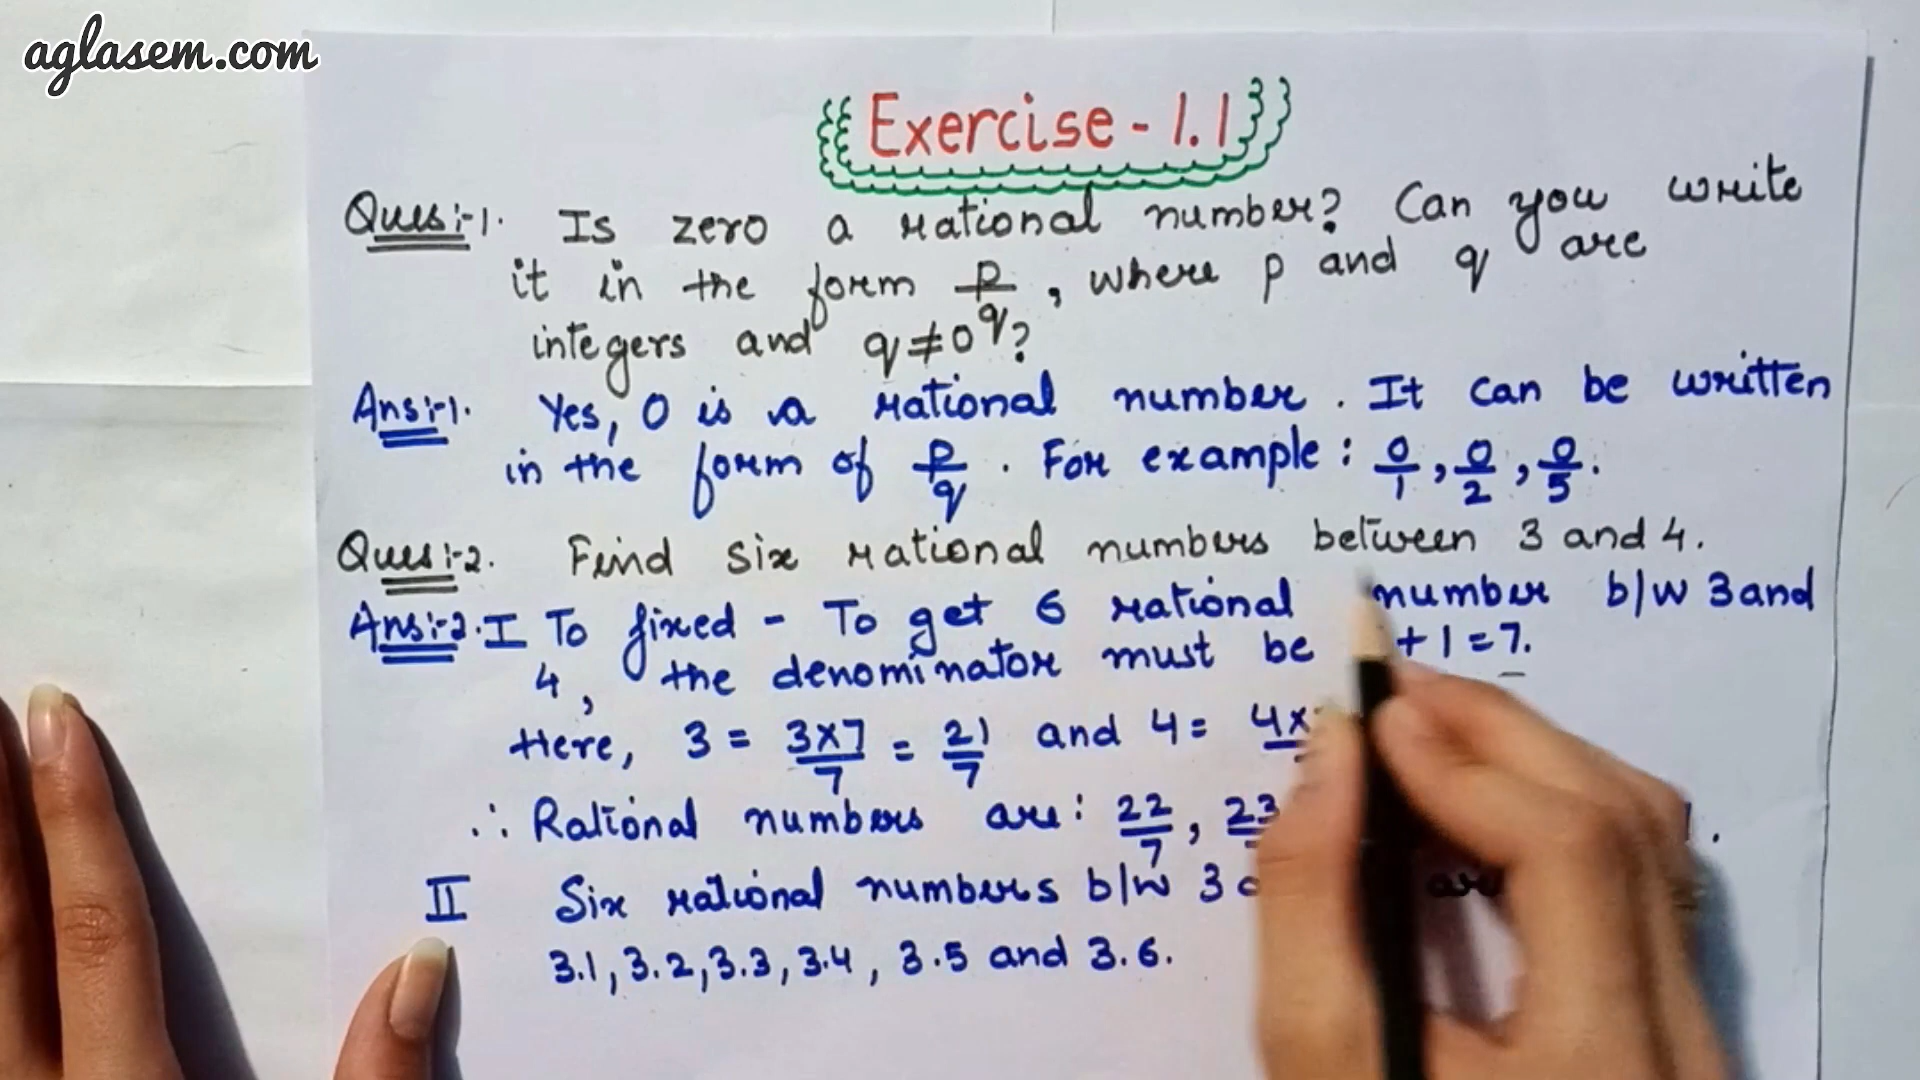 aglasem.com
Exercise - 1.1
Ques:-1. Is zero a rational number? Can you write
it in the form p/q, where p and q are
integers and q≠0?
Ans:-1. Yes, 0 is a rational number. It can be written
in the form of p/q. For example: 0/1, 0/2, 0/5.
Ques:-2. Find six rational numbers between 3 and 4.
Ans:-2. I To fixed - To get 6 rational number b/w 3 and
4, the denominator must be +1=7.
Here, 3 = 3×7/7 = 21/7 and 4 = 4×
∴ Rational numbers are: 22/7, 23
II Six rational numbers b/w 3 are
3.1, 3.2, 3.3, 3.4, 3.5 and 3.6.